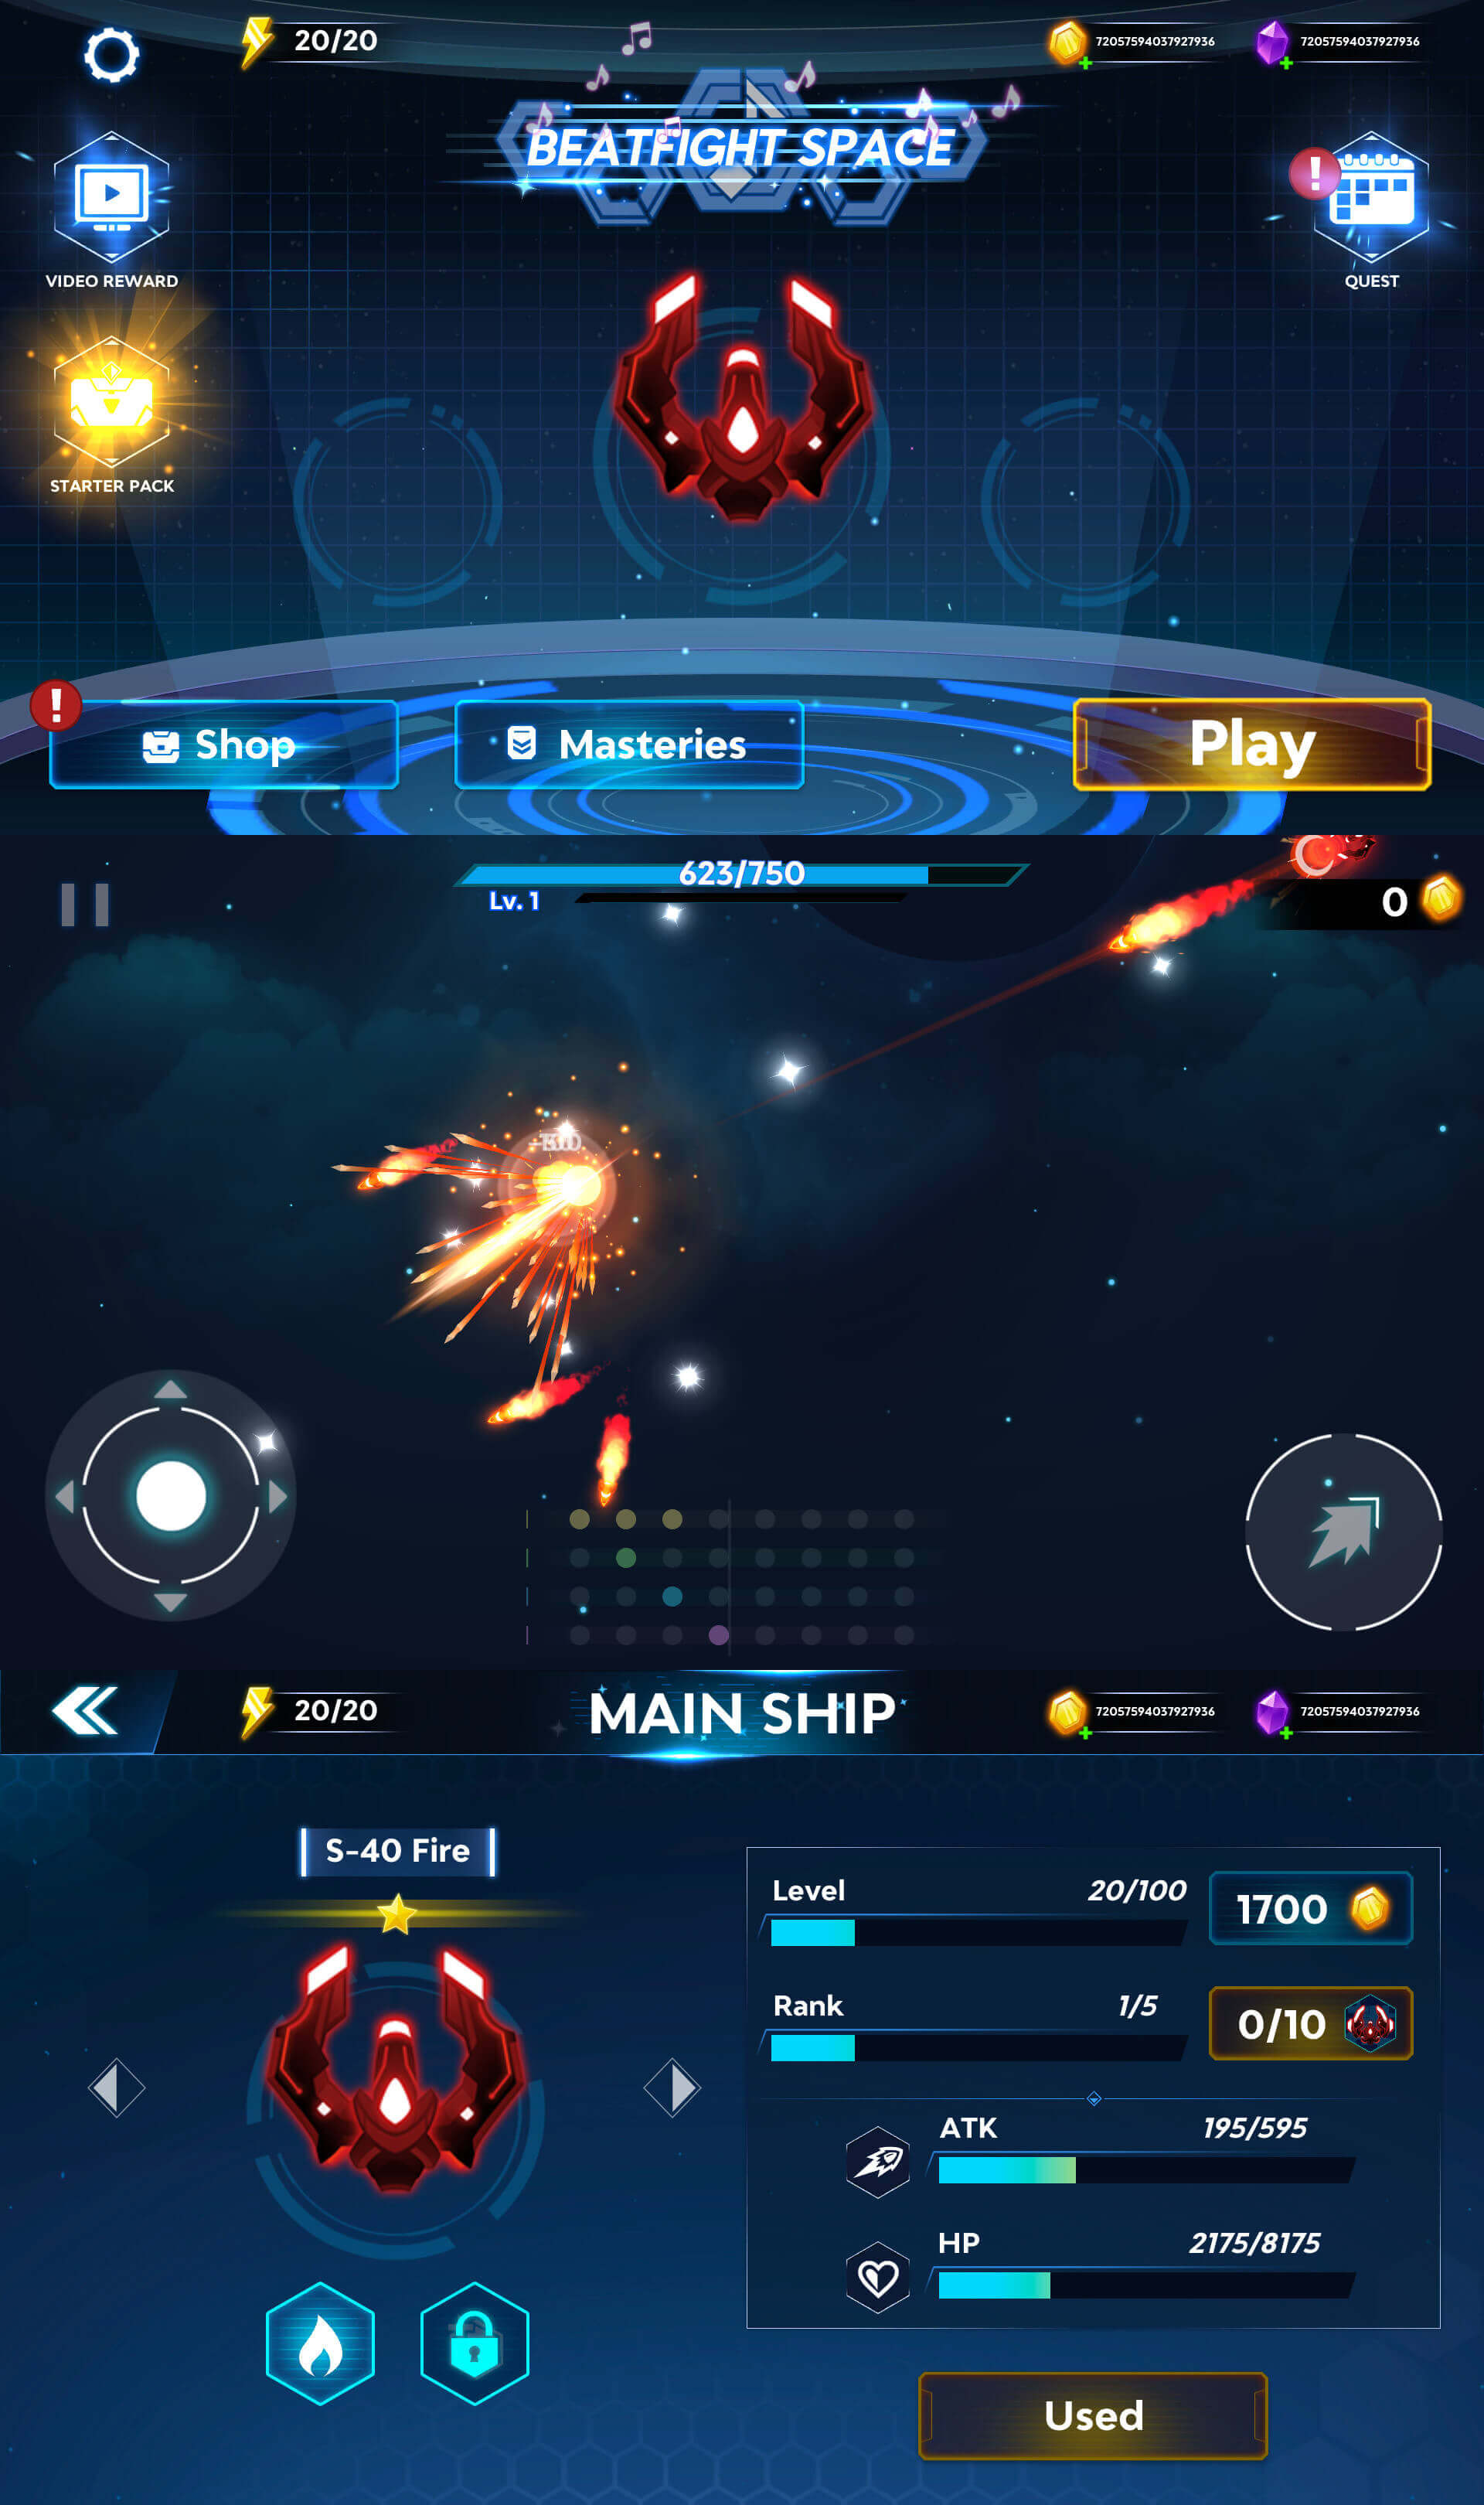 20/20
72057594037927936
72057594037927936
BEATFIGHT SPACE
!
VIDEO REWARD
QUEST
STARTER PACK
!
Shop
Masteries
Play
623/750
Lv. 1
0
20/20
MAIN SHIP
72057594037927936
72057594037927936
S-40 Fire
Level
20/100
1700
Rank
1/5
0/10
ATK
195/595
HP
2175/8175
Used